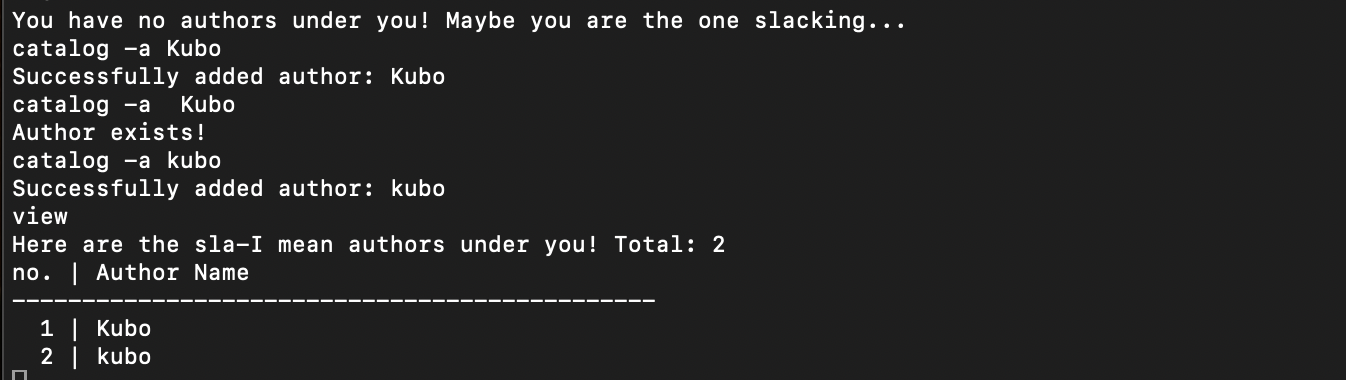 You have no authors under you! Maybe you are the one slacking...
catalog -a Kubo
Successfully added author: Kubo
catalog -a  Kubo
Author exists!
catalog -a kubo
Successfully added author: kubo
view
Here are the sla-I mean authors under you! Total: 2
no. | Author Name
----------------------------------------------
  1 | Kubo
  2 | kubo